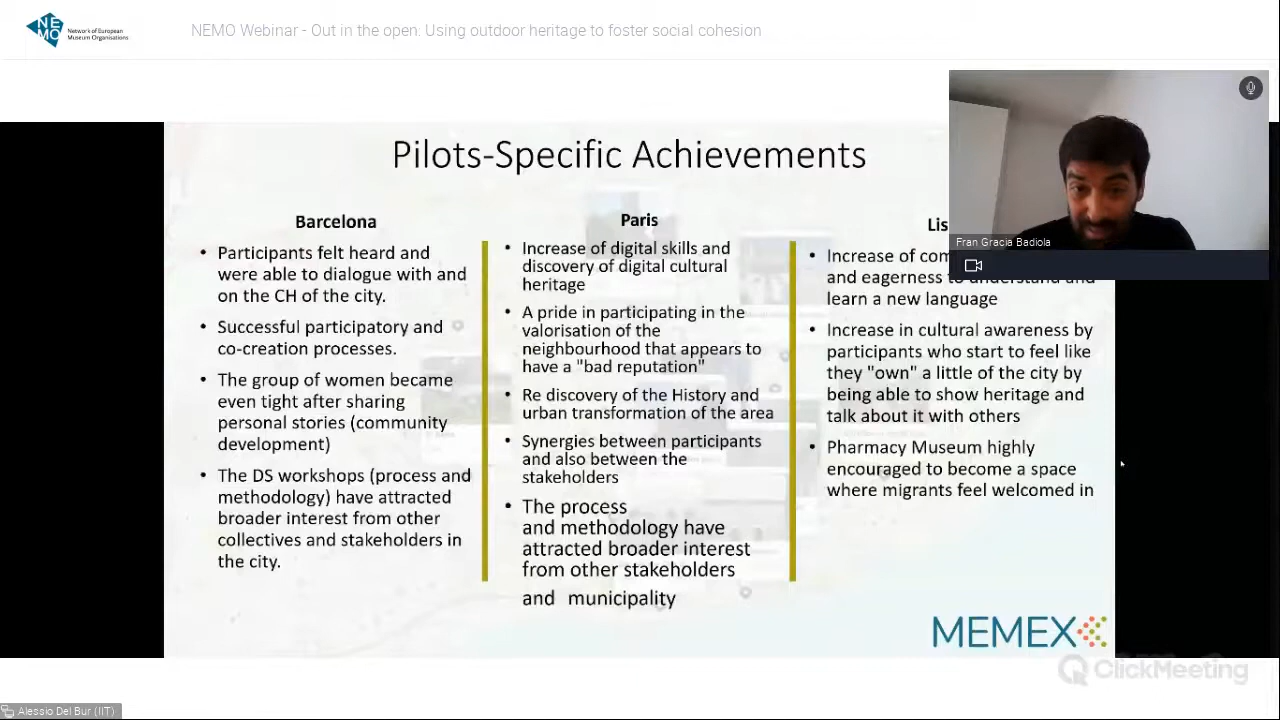 NEMO
Network of European
Museum Organisations
NEMO Webinar - Out in the open: Using outdoor heritage to foster social cohesion
Pilots-Specific Achievements
Barcelona
• Participants felt heard and
were able to dialogue with and
on the CH of the city.
• Successful participatory and
co-creation processes.
• The group of women became
even tight after sharing
personal stories (community
development)
• The DS workshops (process and
methodology) have attracted
broader interest from other
collectives and stakeholders in
the city.
Paris
• Increase of digital skills and
discovery of digital cultural
heritage
• A pride in participating in the
valorisation of the
neighbourhood that appears to
have a "bad reputation"
• Re discovery of the History and
urban transformation of the area
• Synergies between participants
and also between the
stakeholders
• The process
and methodology have
attracted broader interest
from other stakeholders
and municipality
Lis
• Increase of com
and eagerness to understand and
learn a new language
• Increase in cultural awareness by
participants who start to feel like
they "own" a little of the city by
being able to show heritage and
talk about it with others
• Pharmacy Museum highly
encouraged to become a space
where migrants feel welcomed in
Fran Gracia Badiola
MEMEX
ClickMeeting
Alessio Del Bur (IIT)